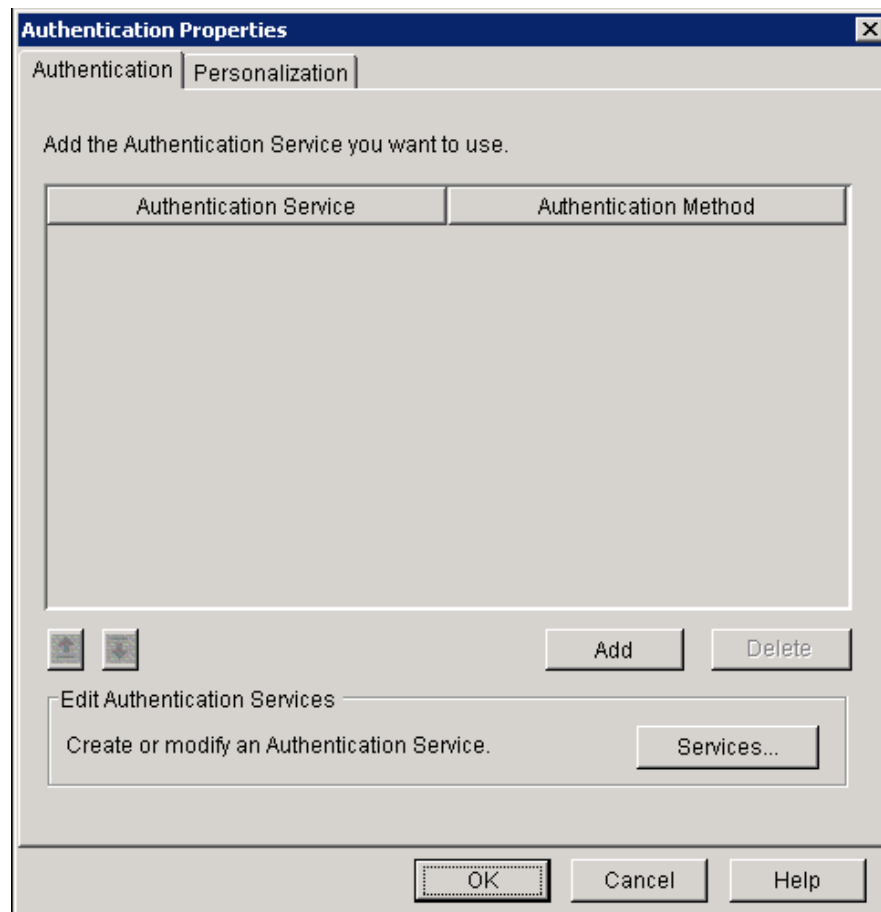 Authentication Properties
Authentication Personalization
Add the Authentication Service you want to use.
Authentication Service Authentication Method
Add Delete
Edit Authentication Services
Create or modify an Authentication Service. Services...
OK Cancel Help